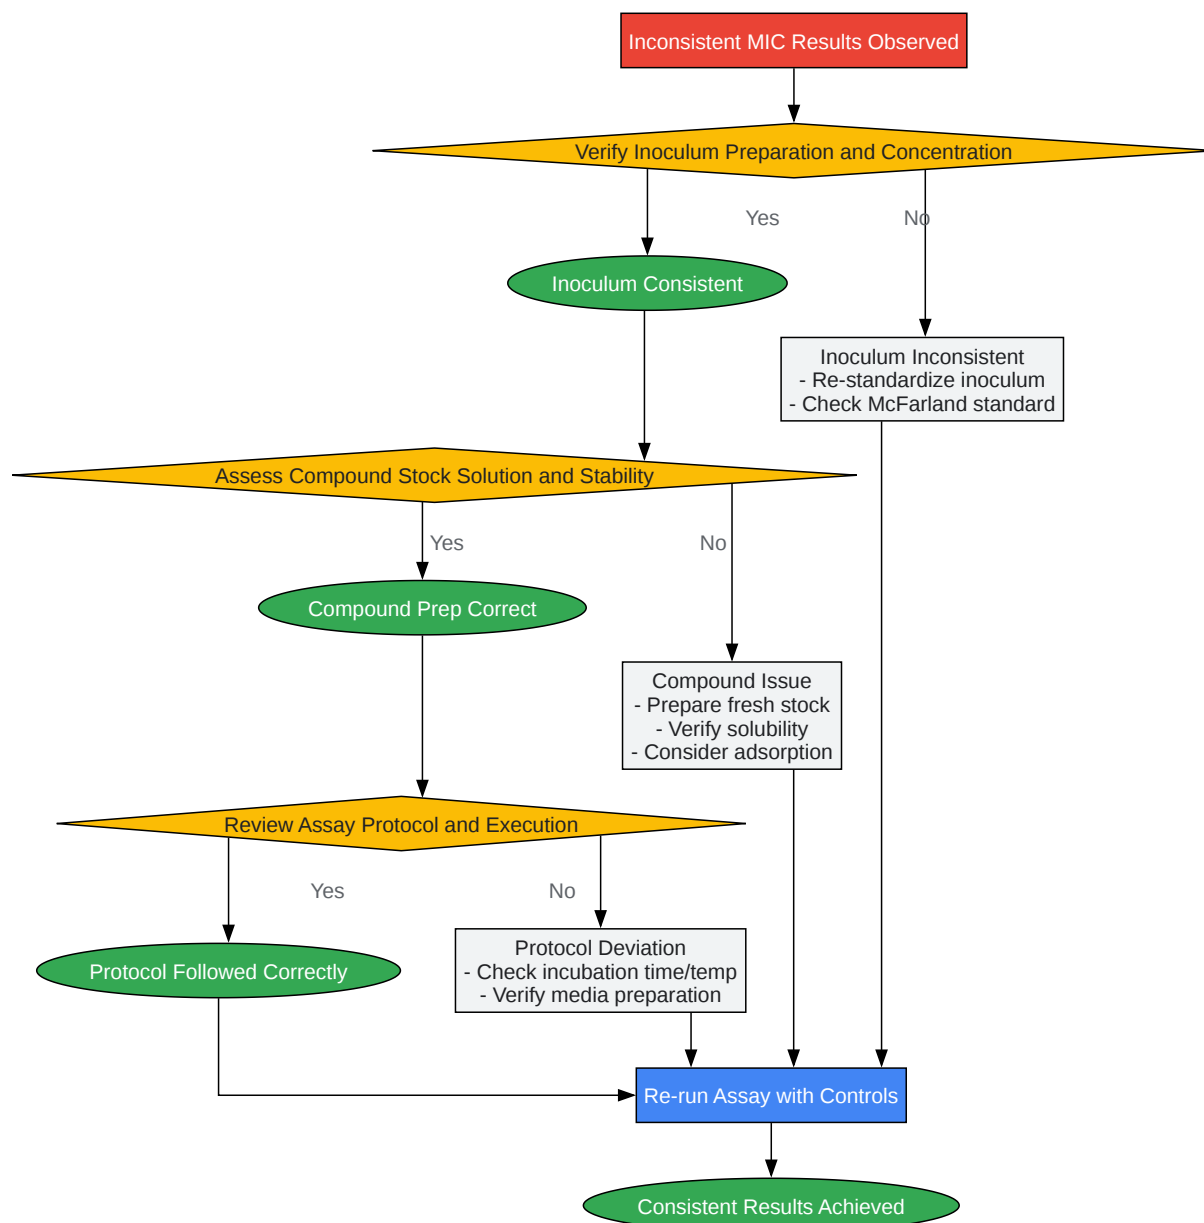 Inconsistent MIC Results Observed
Verify Inoculum Preparation and Concentration
Yes
No
Inoculum Consistent
Inoculum Inconsistent
- Re-standardize inoculum
- Check McFarland standard
Assess Compound Stock Solution and Stability
Yes
No
Compound Prep Correct
Compound Issue
- Prepare fresh stock
- Verify solubility
- Consider adsorption
Review Assay Protocol and Execution
Yes
No
Protocol Followed Correctly
Protocol Deviation
- Check incubation time/temp
- Verify media preparation
Re-run Assay with Controls
Consistent Results Achieved